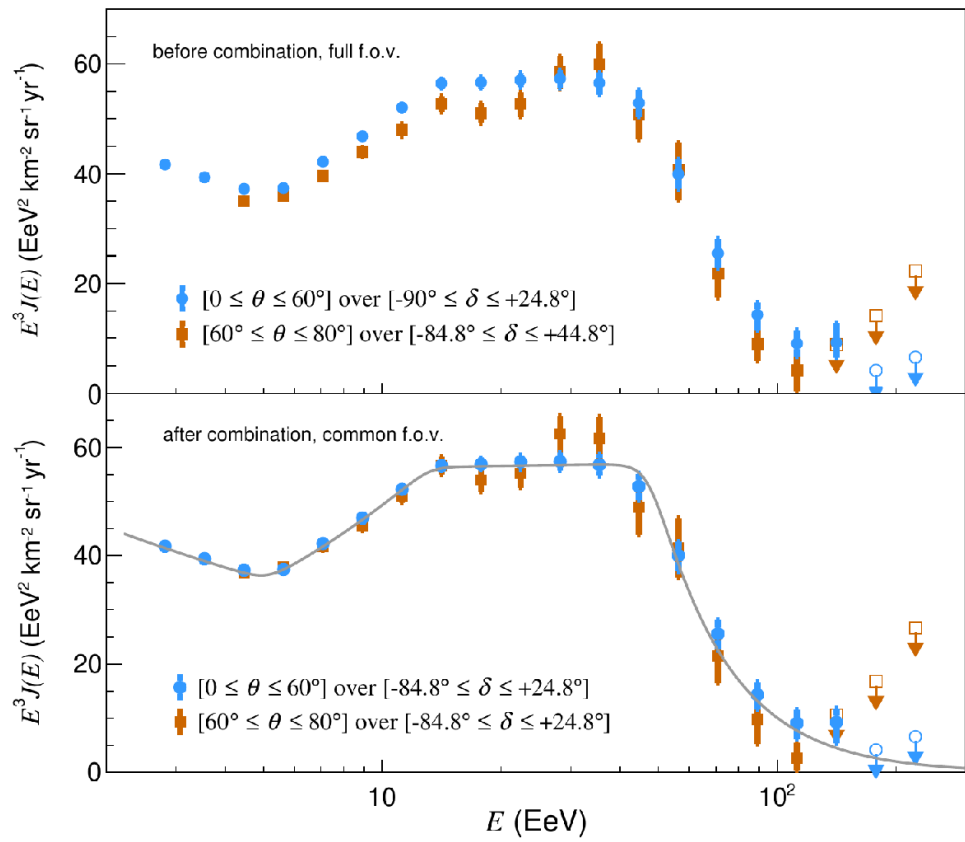 before combination, full f.o.v.
60
40
20
0
E³J(E) (EeV² km⁻² sr⁻¹ yr⁻¹)
[0 ≤ θ ≤ 60°] over [-90° ≤ δ ≤ +24.8°]
[60° ≤ θ ≤ 80°] over [-84.8° ≤ δ ≤ +44.8°]
after combination, common f.o.v.
60
40
20
0
E³J(E) (EeV² km⁻² sr⁻¹ yr⁻¹)
[0 ≤ θ ≤ 60°] over [-84.8° ≤ δ ≤ +24.8°]
[60° ≤ θ ≤ 80°] over [-84.8° ≤ δ ≤ +24.8°]
10 10²
E (EeV)